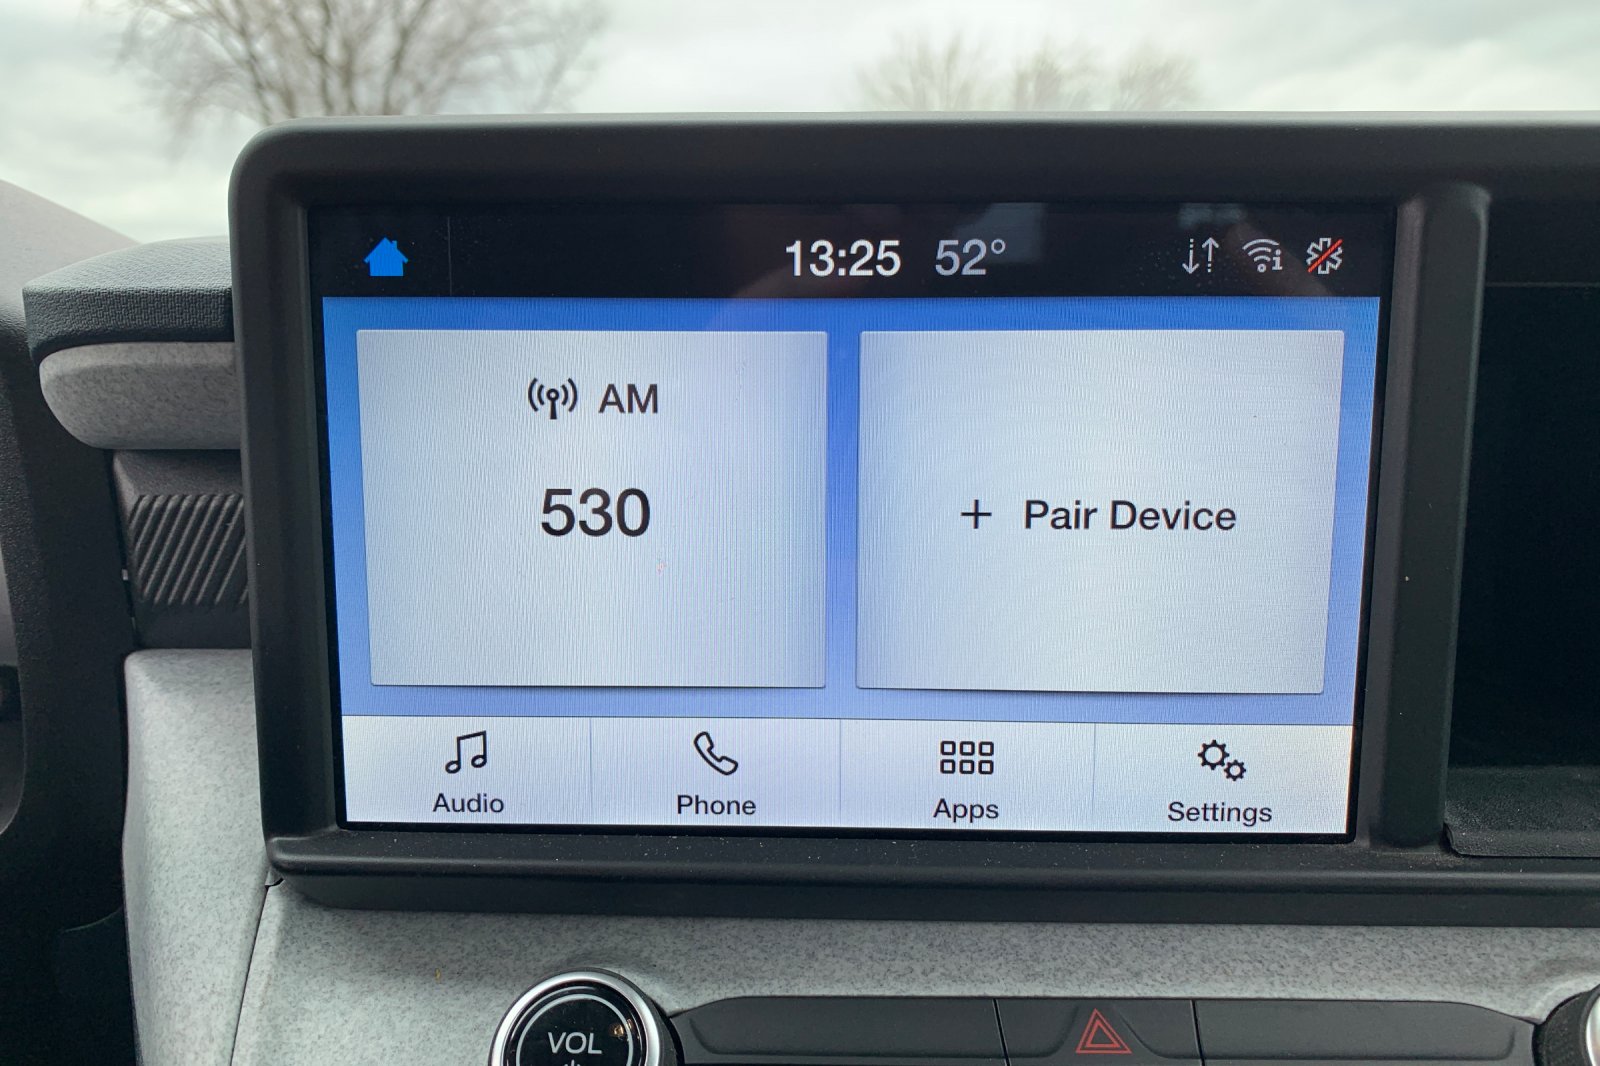 13:25 52°
AM
530
+ Pair Device
Audio
Phone
Apps
Settings
VOL